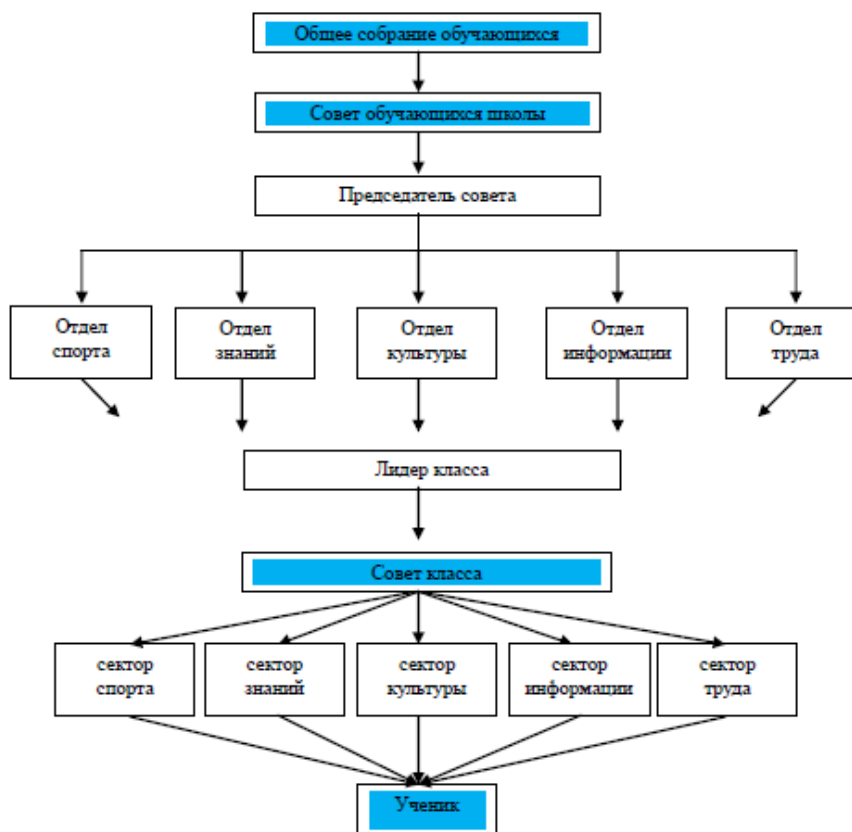 Общее собрание обучающихся
Совет обучающихся школы
Председатель совета
Отдел
спорта
Отдел
знаний
Отдел
культуры
Отдел
информации
Отдел
труда
Лидер класса
Совет класса
сектор
спорта
сектор
знаний
сектор
культуры
сектор
информации
сектор
труда
Ученик